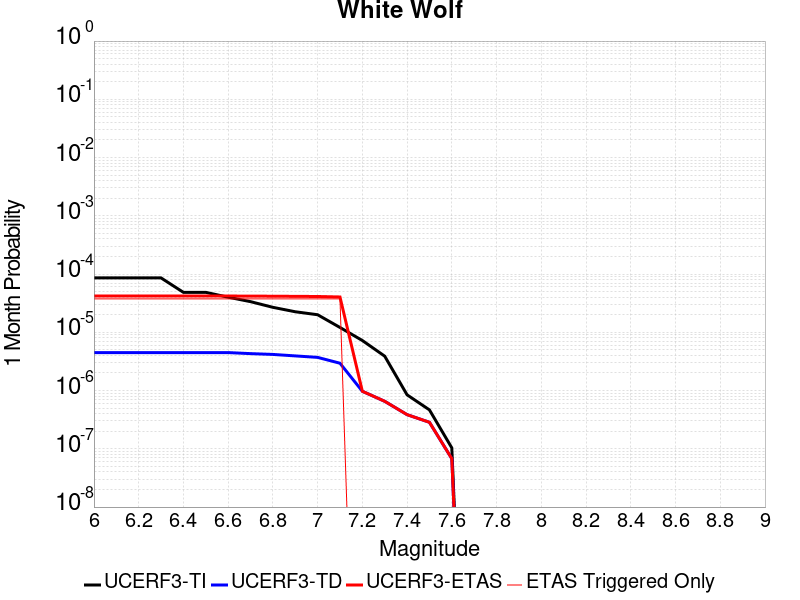 White Wolf
10^0
10^-1
10^-2
10^-3
10^-4
10^-5
10^-6
10^-7
10^-8
1 Month Probability
6 6.2 6.4 6.6 6.8 7 7.2 7.4 7.6 7.8 8 8.2 8.4 8.6 8.8 9
Magnitude
UCERF3-TI UCERF3-TD UCERF3-ETAS ETAS Triggered Only